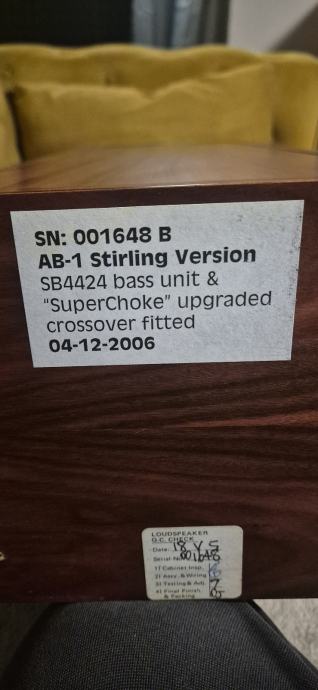 SN: 001648 B
AB-1 Stirling Version
SB4424 bass unit &
“SuperChoke” upgraded
crossover fitted
04-12-2006
LOUDSPEAKER
Q.C. CHECK
Date:
Serial No. 001648
1) Cabinet Insp.
2) Assy. & Wiring
3) Testing & Adj.
4) Final Finish
& Packing